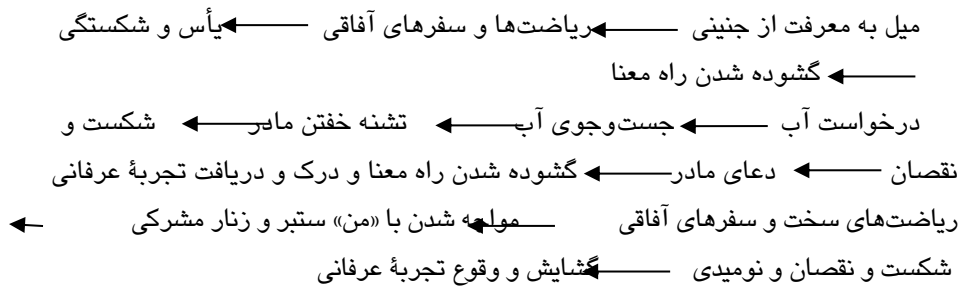 میل به معرفت از جنینی ← ریاضت‌ها و سفرهای آفاقی ← یأس و شکستگی
← گشوده شدن راه معنا
درخواست آب ← جست‌وجوی آب ← تشنه خفتن مادر ← شکست و
نقصان ← دعای مادر ← گشوده شدن راه معنا و درک و دریافت تجربۀ عرفانی
ریاضت‌های سخت و سفرهای آفاقی ← مواجه شدن با «من» ستبر و زنار مشرکی ←
شکست و نقصان و نومیدی ← گشایش و وقوع تجربۀ عرفانی